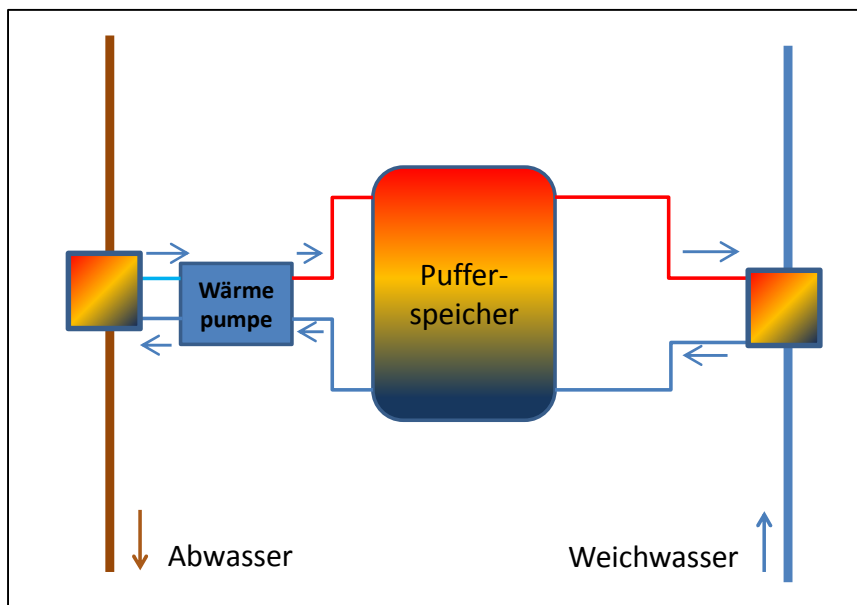 Wärme
pumpe
Puffer-
speicher
Abwasser
Weichwasser